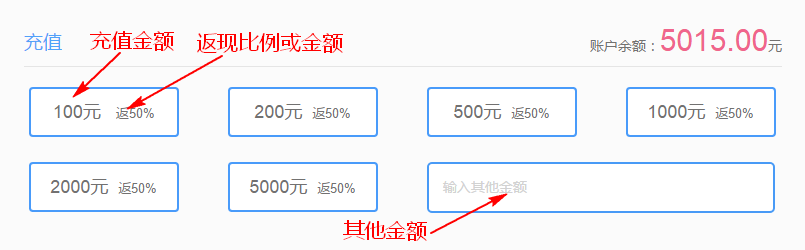 充值 充值金额 返现比例或金额 账户余额：5015.00元
100元 返50% 200元 返50% 500元 返50% 1000元 返50%
2000元 返50% 5000元 返50% 输入其他金额
其他金额